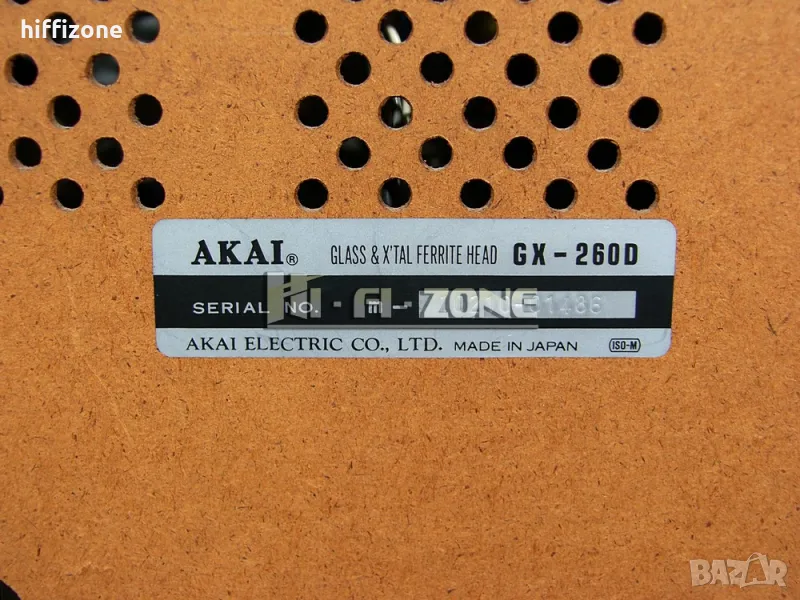 hiffizone
AKAI® GLASS & X'TAL FERRITE HEAD GX-260D
SERIAL NO. m-
HI-FI-ZONE
AKAI ELECTRIC CO., LTD. MADE IN JAPAN ISO-M
BAZAR